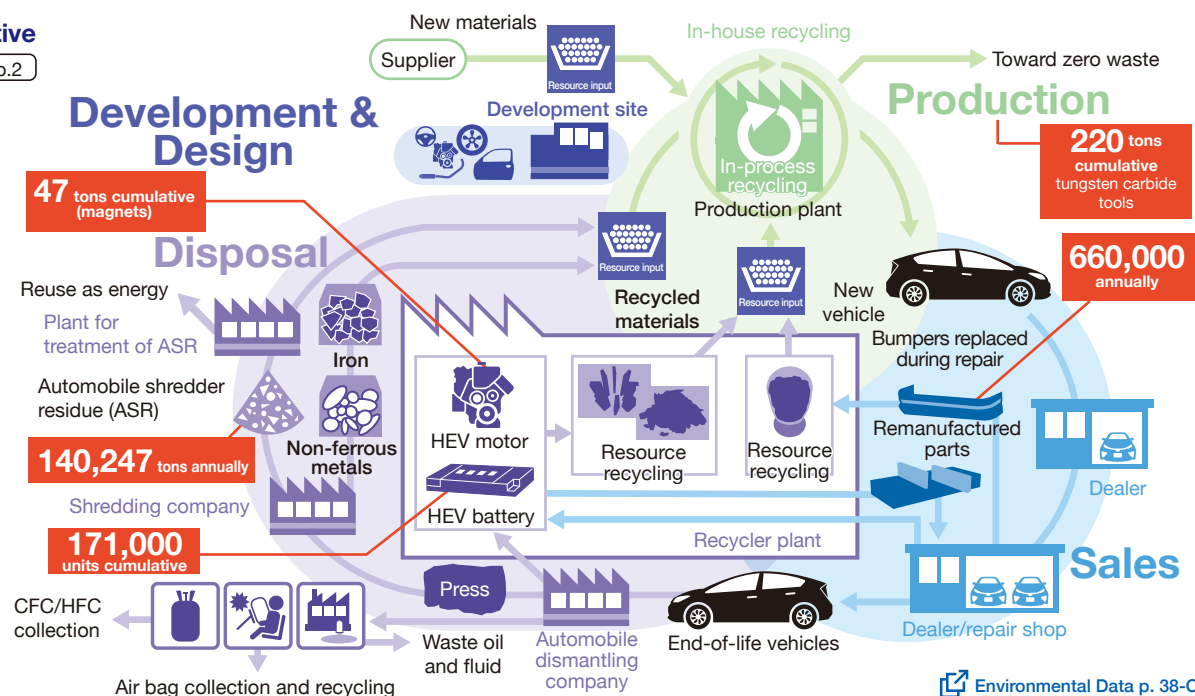 tive
p.2
New materials
Supplier
Resource input
In-house recycling
Toward zero waste
Development &
Design
Development site
Production
In-process
recycling
Production plant
220 tons
cumulative
tungsten carbide
tools
47 tons cumulative
(magnets)
Disposal
Resource input
Resource input
660,000
annually
Reuse as energy
Plant for
treatment of ASR
Iron
Recycled
materials
New
vehicle
Bumpers replaced
during repair
Automobile shredder
residue (ASR)
Non-ferrous
metals
HEV motor
Resource
recycling
Resource
recycling
Remanufactured
parts
140,247 tons annually
Shredding company
HEV battery
Dealer
171,000
units cumulative
Recycler plant
Sales
Press
CFC/HFC
collection
Waste oil
and fluid
Automobile
dismantling
company
End-of-life vehicles
Dealer/repair shop
Air bag collection and recycling
Environmental Data p. 38-C